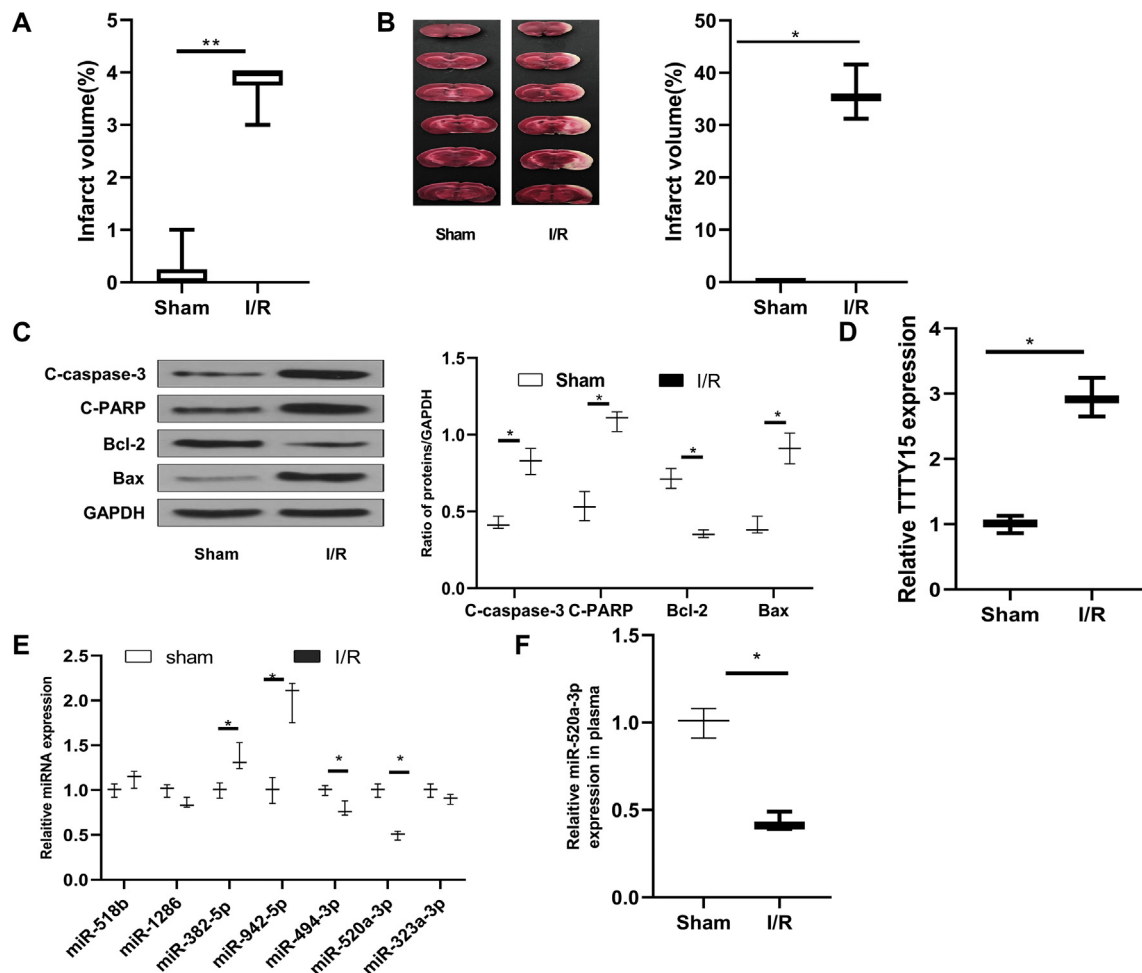 A
Infarct volume(%)
5
4
3
2
1
0
**
Sham I/R
B
Sham I/R
Infarct volume(%)
50
40
30
20
10
0
*
Sham I/R
C
C-caspase-3
C-PARP
Bcl-2
Bax
GAPDH
Sham I/R
Ratio of proteins/GAPDH
1.5
1.0
0.5
0.0
Sham I/R
*
*
*
*
C-caspase-3 C-PARP Bcl-2 Bax
D
Relative TTTY15 expression
4
3
2
1
0
*
Sham I/R
E
Relaitive miRNA expression
2.5
2.0
1.5
1.0
0.5
0.0
sham I/R
*
*
*
*
miR-518b
miR-1286
miR-382-5p
miR-942-5p
miR-494-3p
miR-520a-3p
miR-323a-3p
F
Relaitive miR-520a-3p
expression in plasma
1.5
1.0
0.5
0.0
*
Sham I/R